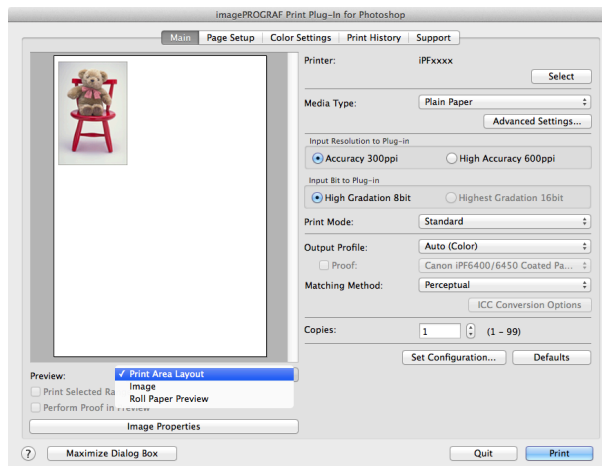 imagePROGRAF Print Plug-In for Photoshop
Main Page Setup Color Settings Print History Support
Printer: iPFxxxx
Select
Media Type: Plain Paper
Advanced Settings...
Input Resolution to Plug-in
Accuracy 300ppi High Accuracy 600ppi
Input Bit to Plug-in
High Gradation 8bit Highest Gradation 16bit
Print Mode: Standard
Output Profile: Auto (Color)
Proof: Canon iPF6400/6450 Coated Pa...
Matching Method: Perceptual
ICC Conversion Options
Copies: 1 (1 – 99)
Set Configuration... Defaults
Preview: ✓ Print Area Layout
Image
Print Selected Ra
Roll Paper Preview
Perform Proof in Preview
Image Properties
? Maximize Dialog Box Quit Print